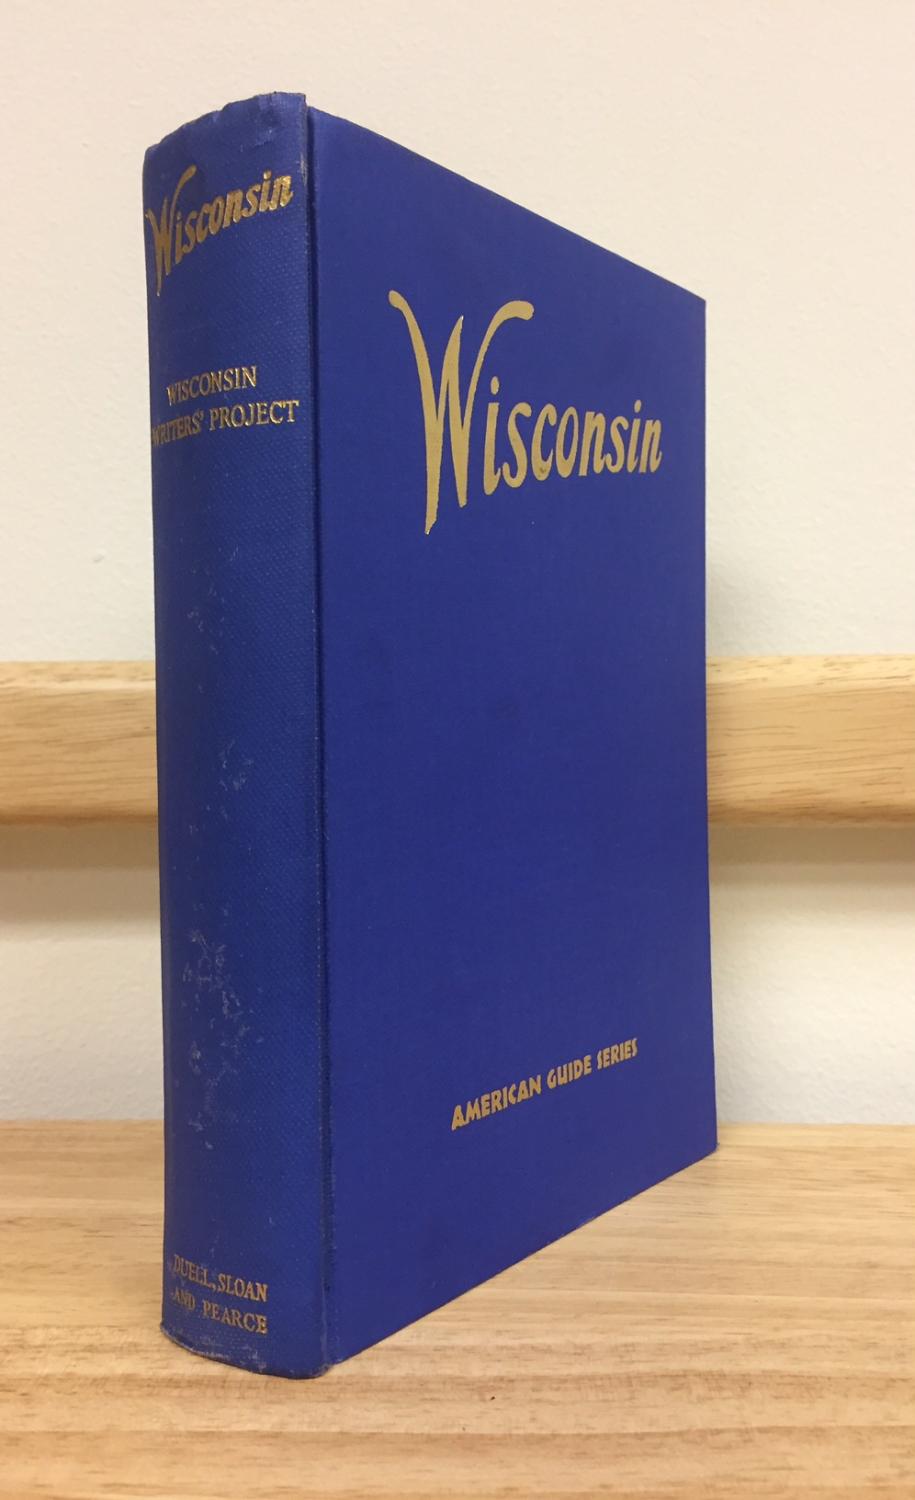 Wisconsin
WISCONSIN
WRITERS' PROJECT
DUELL, SLOAN
AND PEARCE
Wisconsin
AMERICAN GUIDE SERIES